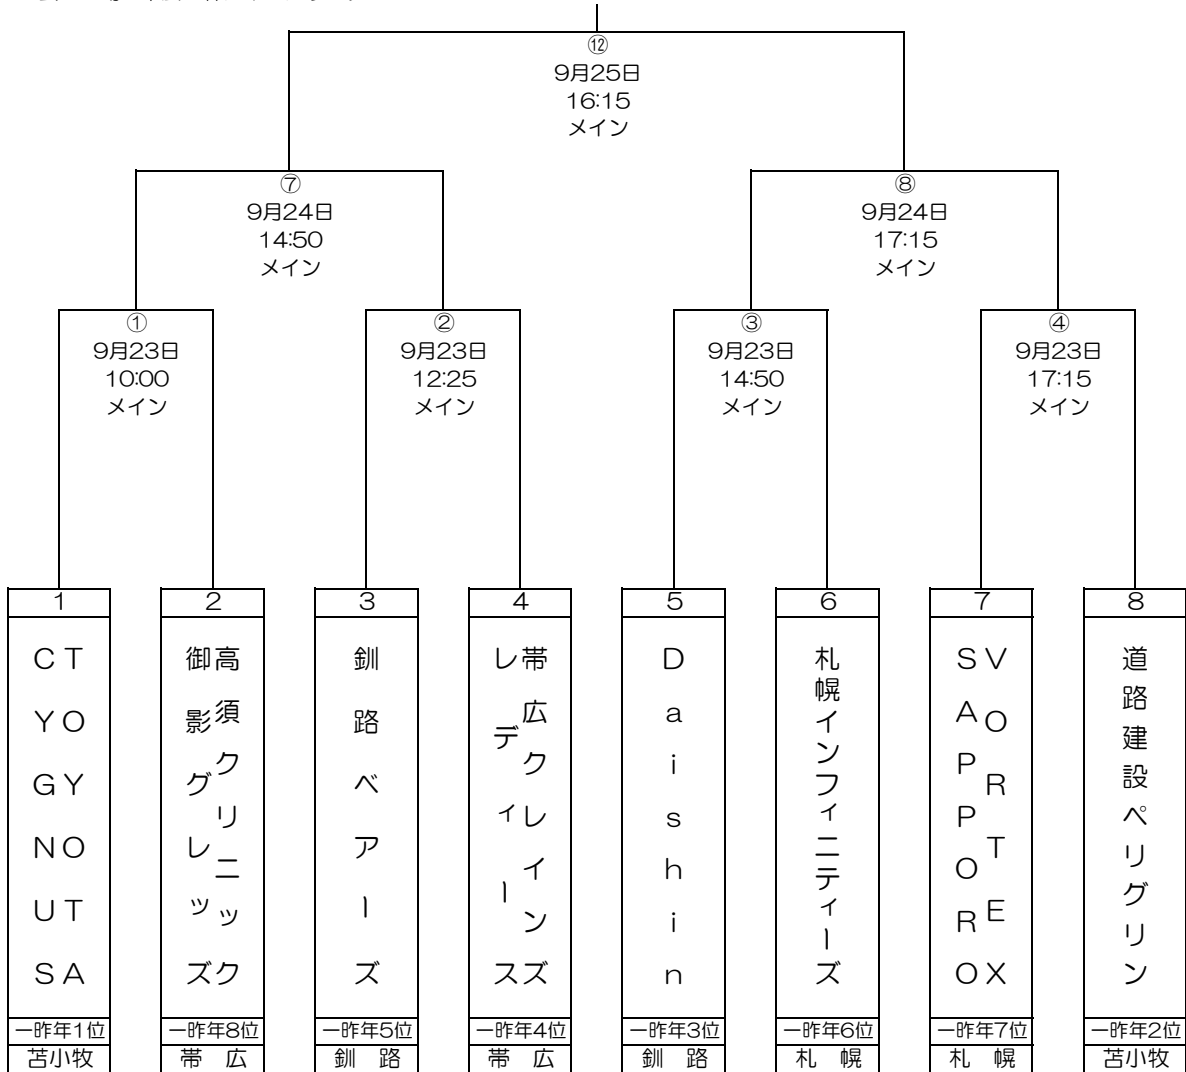 ⑫
9月25日
16:15
メイン
⑦
9月24日
14:50
メイン
⑧
9月24日
17:15
メイン
①
9月23日
10:00
メイン
②
9月23日
12:25
メイン
③
9月23日
14:50
メイン
④
9月23日
17:15
メイン
1
TOYOTA
CYGNUS
一昨年1位
苫小牧
2
高須クリニック
御影グレッズ
一昨年8位
帯 広
3
釧路ベアーズ
一昨年5位
釧 路
4
帯広クレインズ
レディース
一昨年4位
帯 広
5
Daishin
一昨年3位
釧 路
6
札幌インフィニティーズ
一昨年6位
札 幌
7
VORTEX
SAPPORO
一昨年7位
札 幌
8
道路建設ペリグリン
一昨年2位
苫小牧